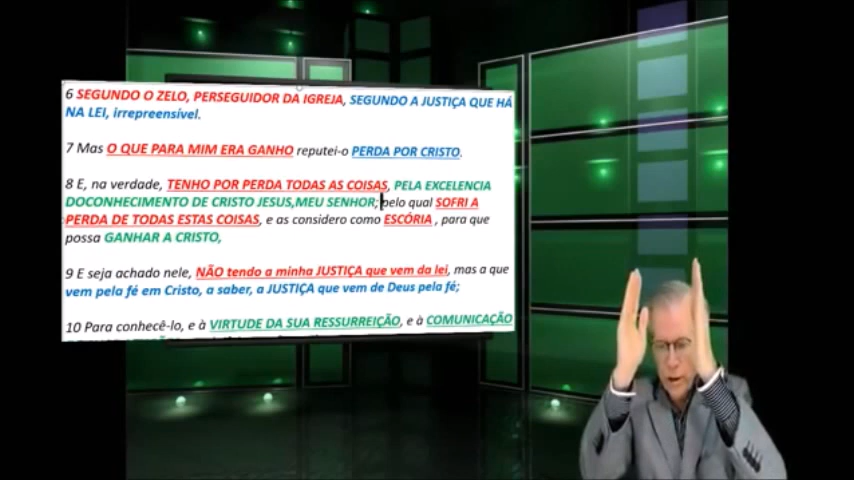 6 SEGUNDO O ZELO, PERSEGUIDOR DA IGREJA, SEGUNDO A JUSTIÇA QUE HÁ
NA LEI, irrepreensível.
7 Mas O QUE PARA MIM ERA GANHO reputei-o PERDA POR CRISTO.
8 E, na verdade, TENHO POR PERDA TODAS AS COISAS, PELA EXCELENCIA
DOCONHECIMENTO DE CRISTO JESUS,MEU SENHOR; pelo qual SOFRI A
PERDA DE TODAS ESTAS COISAS, e as considero como ESCÓRIA , para que
possa GANHAR A CRISTO,
9 E seja achado nele, NÃO tendo a minha JUSTIÇA que vem da lei, mas a que
vem pela fé em Cristo, a saber, a JUSTIÇA que vem de Deus pela fé;
10 Para conhecê-lo, e à VIRTUDE DA SUA RESSURREIÇÃO, e à COMUNICAÇÃO